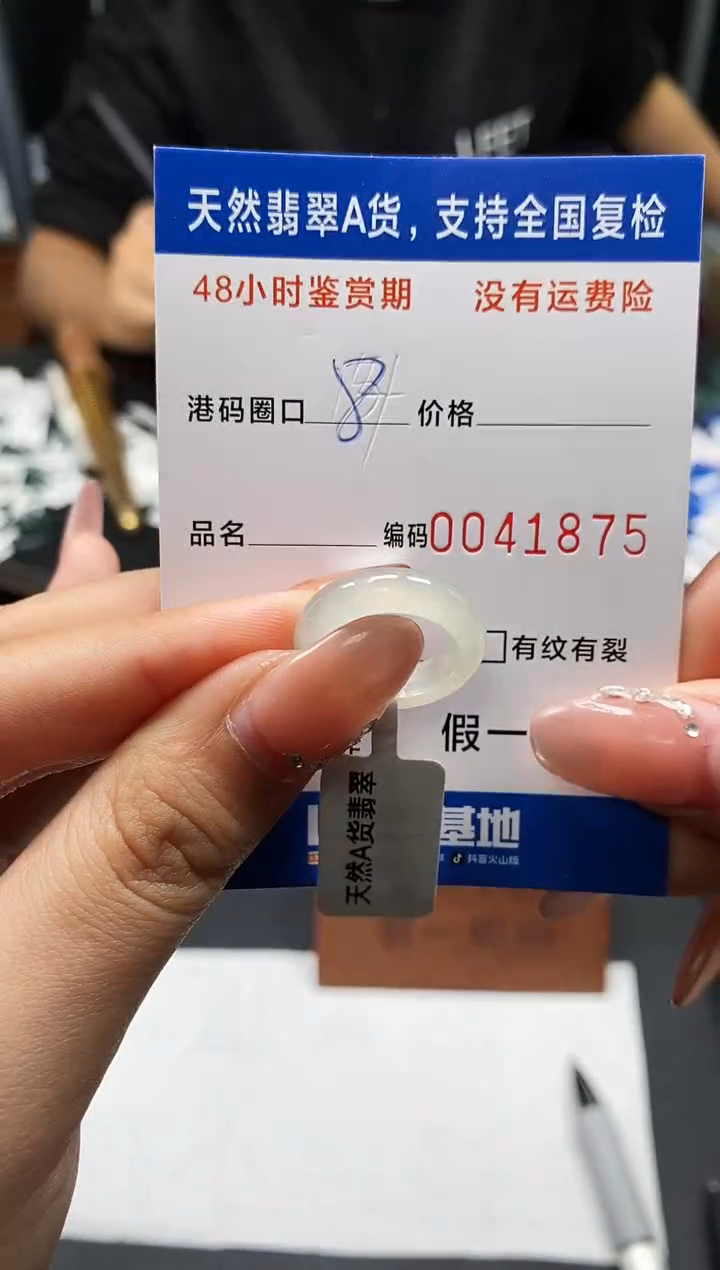 天然翡翠A货，支持全国复检
48小时鉴赏期 没有运费险
港码圈口 8 价格
品名 编码0041875
有纹有裂
假一
基地
抖音火山版
天然A货翡翠